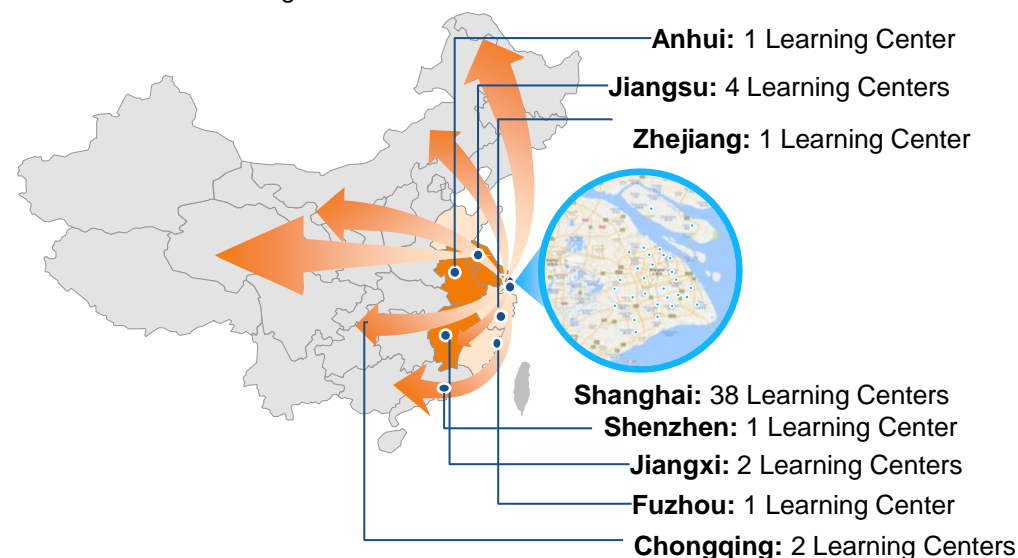 Anhui: 1 Learning Center
Jiangsu: 4 Learning Centers
Zhejiang: 1 Learning Center
Shanghai: 38 Learning Centers
Shenzhen: 1 Learning Center
Jiangxi: 2 Learning Centers
Fuzhou: 1 Learning Center
Chongqing: 2 Learning Centers